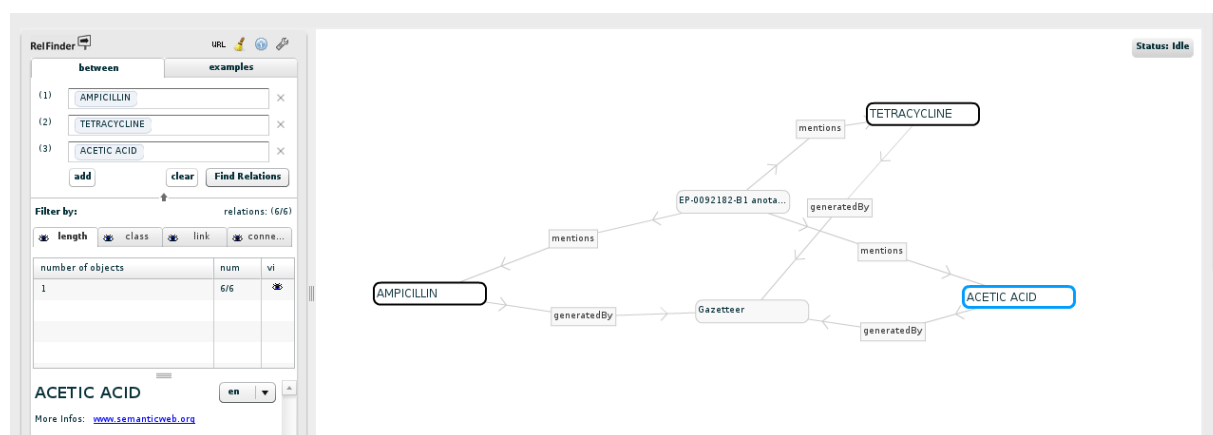 RelFinder
URL
between
examples
(1)
AMPICILLIN
(2)
TETRACYCLINE
(3)
ACETIC ACID
add
clear
Find Relations
Filter by:
relations: (6/6)
length
class
link
conne...
number of objects
num
vi
1
6/6
ACETIC ACID
en
More Infos: www.semanticweb.org
Status: Idle
TETRACYCLINE
mentions
EP-0092182-B1 anota...
generatedBy
mentions
mentions
AMPICILLIN
ACETIC ACID
Gazetteer
generatedBy
generatedBy